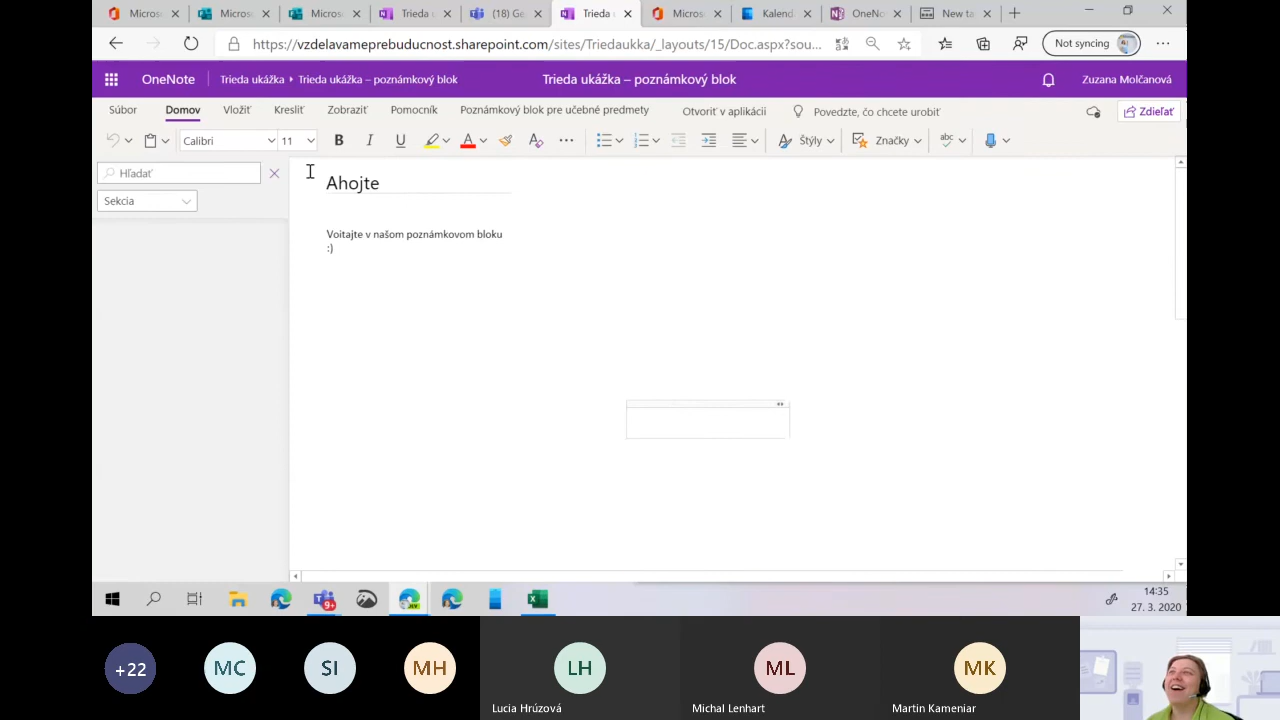 Micros
Micros
Micros
Trieda u
(18) Ge
Trieda u
Micros
Kalend
OneNo
New ta
https://vzdelavameprebuducnost.sharepoint.com/sites/Triedaukka/_layouts/15/Doc.aspx?sou...
Not syncing
OneNote
Trieda ukážka ▸ Trieda ukážka – poznámkový blok
Trieda ukážka – poznámkový blok
Zuzana Molčanová
Súbor
Domov
Vložiť
Kresliť
Zobraziť
Pomocník
Poznámkový blok pre učebné predmety
Otvoriť v aplikácii
Povedzte, čo chcete urobiť
Zdieľať
Calibri
11
B
I
U
A
Štýly
Značky
abc
Hľadať
Sekcia
Ahojte
Voitajte v našom poznámkovom bloku
:)
14:35
27. 3. 2020
9+
+22
MC
SI
MH
LH
ML
MK
Lucia Hrúzová
Michal Lenhart
Martin Kameniar